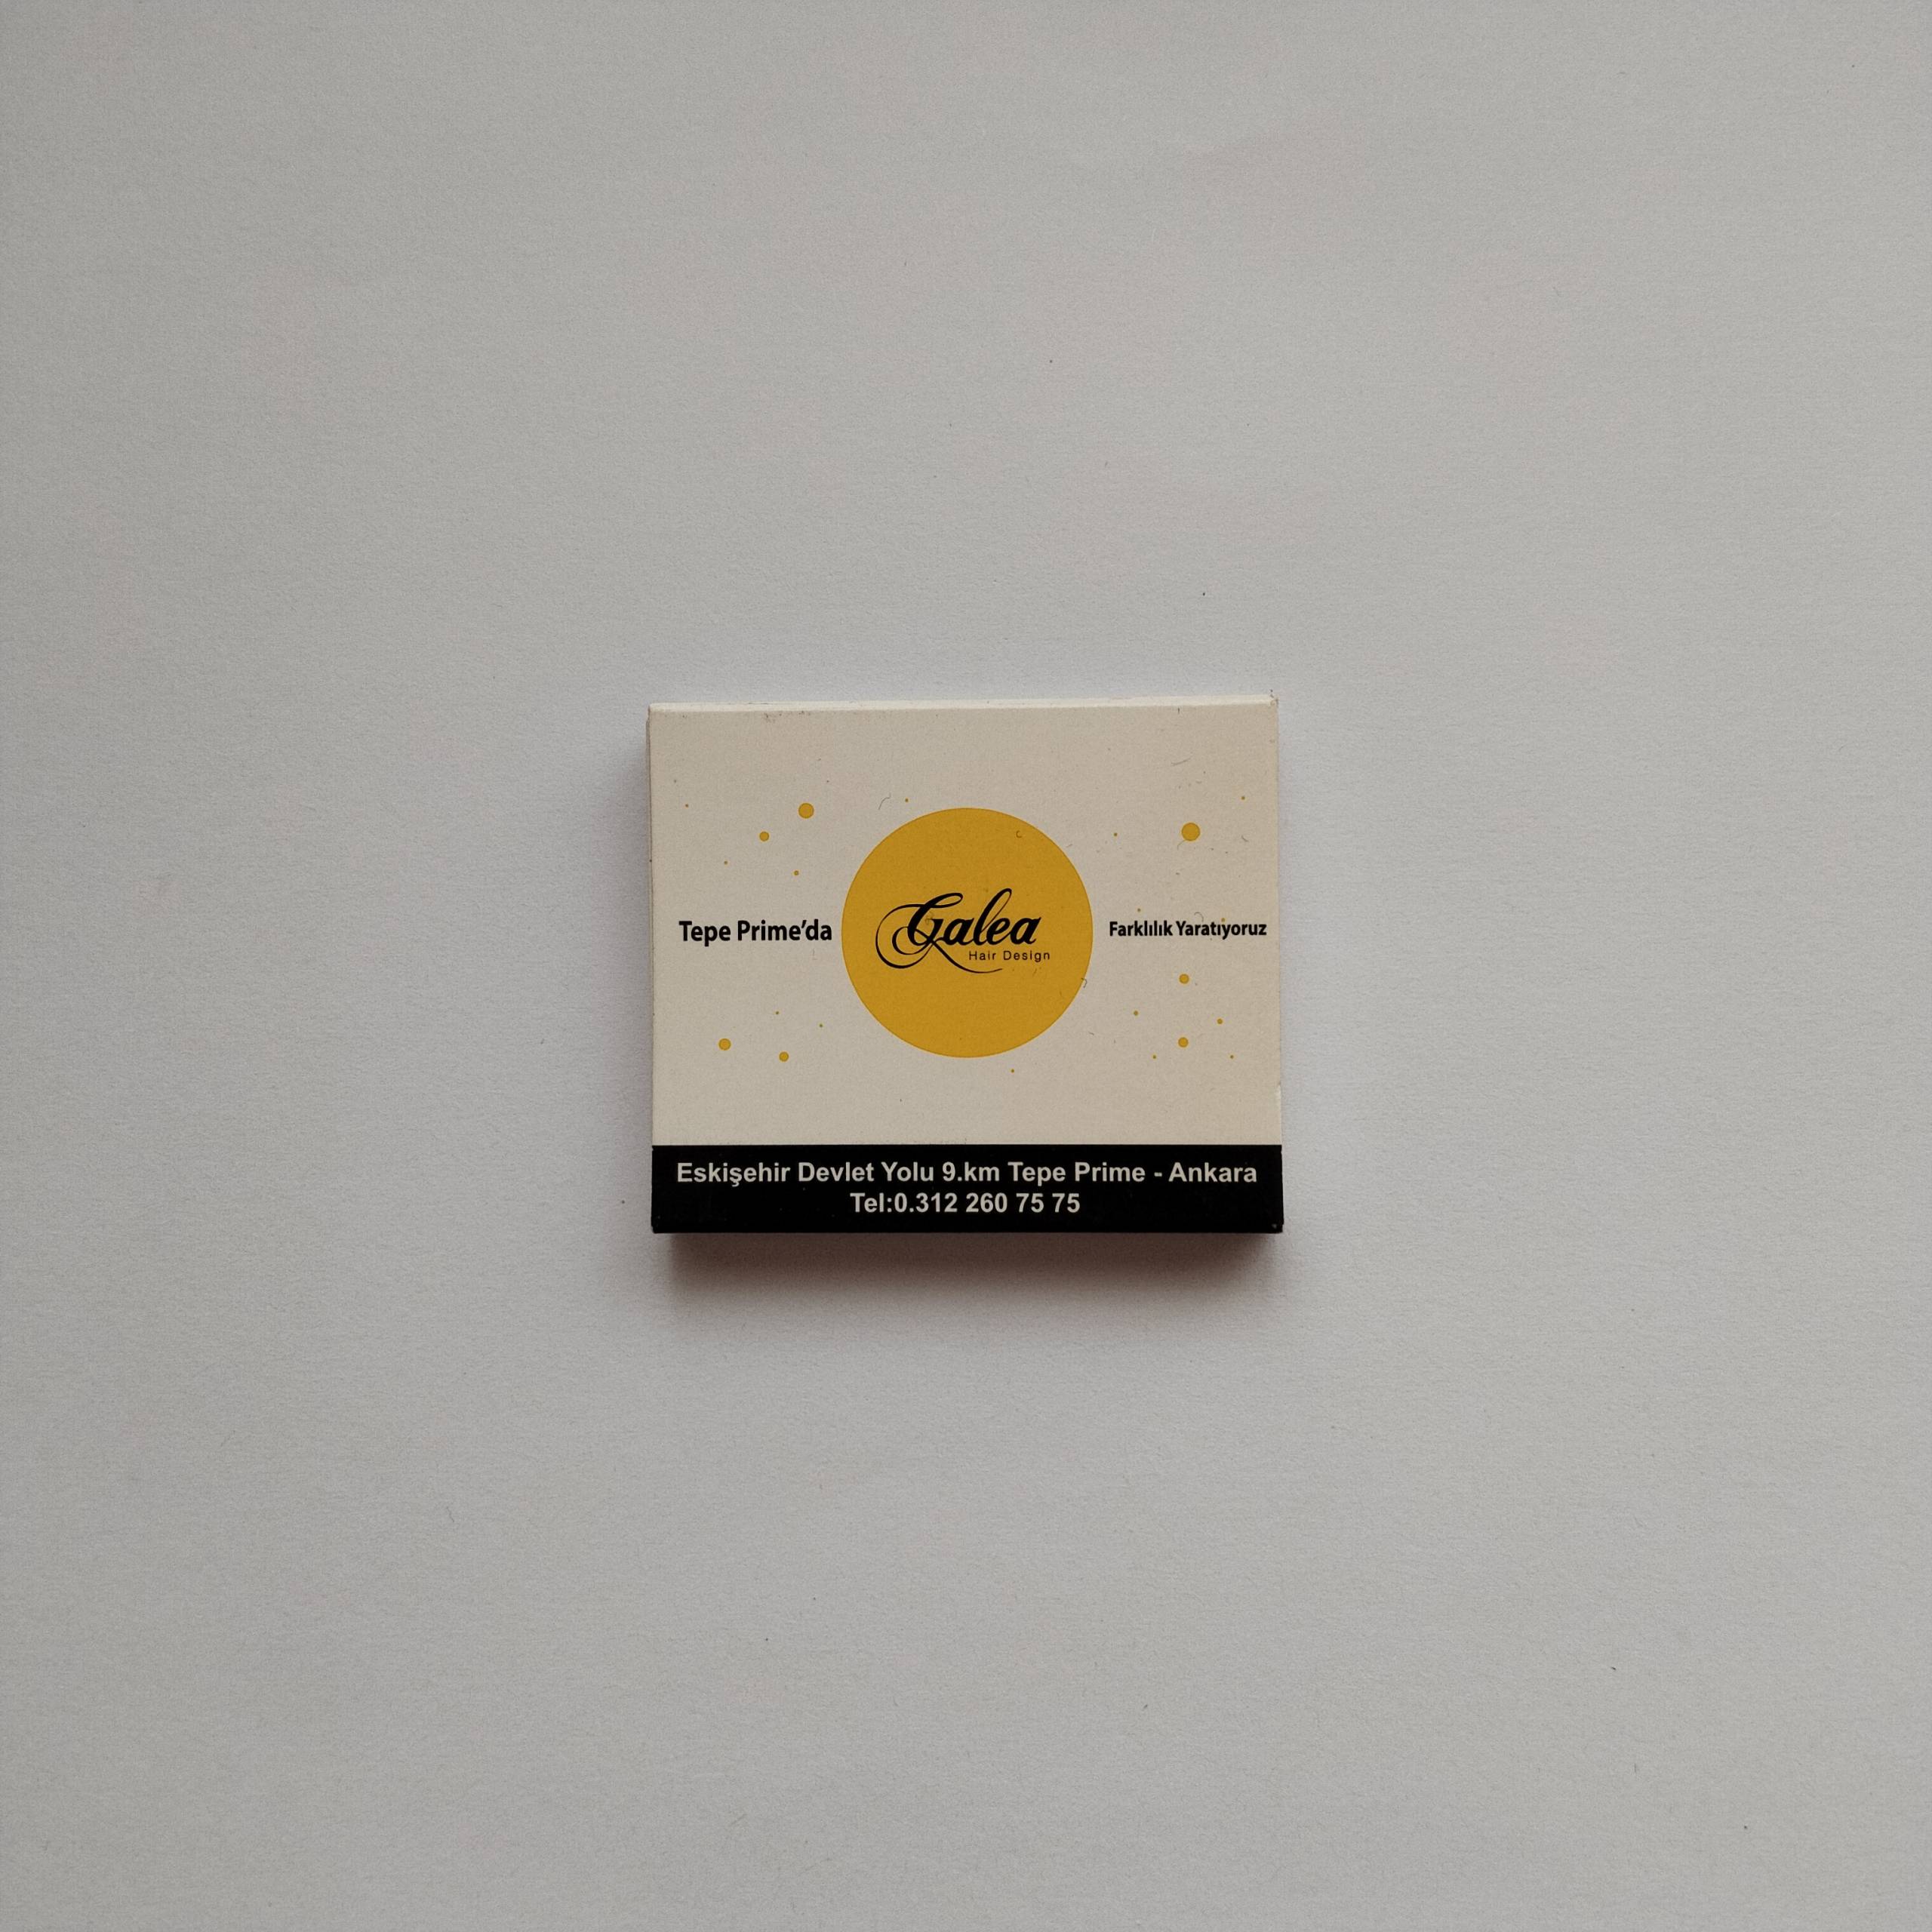 Tepe Prime’da
Galea
Hair Design
Farklılık Yaratıyoruz
Eskişehir Devlet Yolu 9.km Tepe Prime - Ankara
Tel:0.312 260 75 75